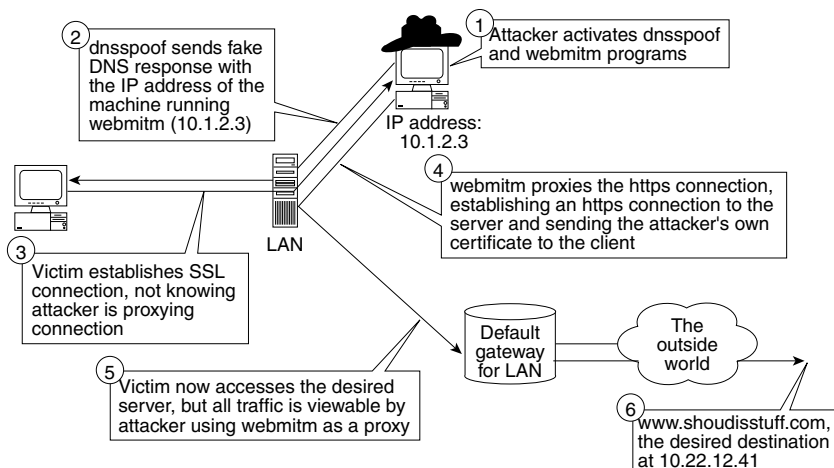 1
Attacker activates dnsspoof
and webmitm programs
2
dnsspoof sends fake
DNS response with
the IP address of the
machine running
webmitm (10.1.2.3)
IP address:
10.1.2.3
LAN
3
Victim establishes SSL
connection, not knowing
attacker is proxying
connection
4
webmitm proxies the https connection,
establishing an https connection to the
server and sending the attacker's own
certificate to the client
5
Victim now accesses the desired
server, but all traffic is viewable by
attacker using webmitm as a proxy
Default
gateway
for LAN
The
outside
world
6
www.shoudisstuff.com,
the desired destination
at 10.22.12.41